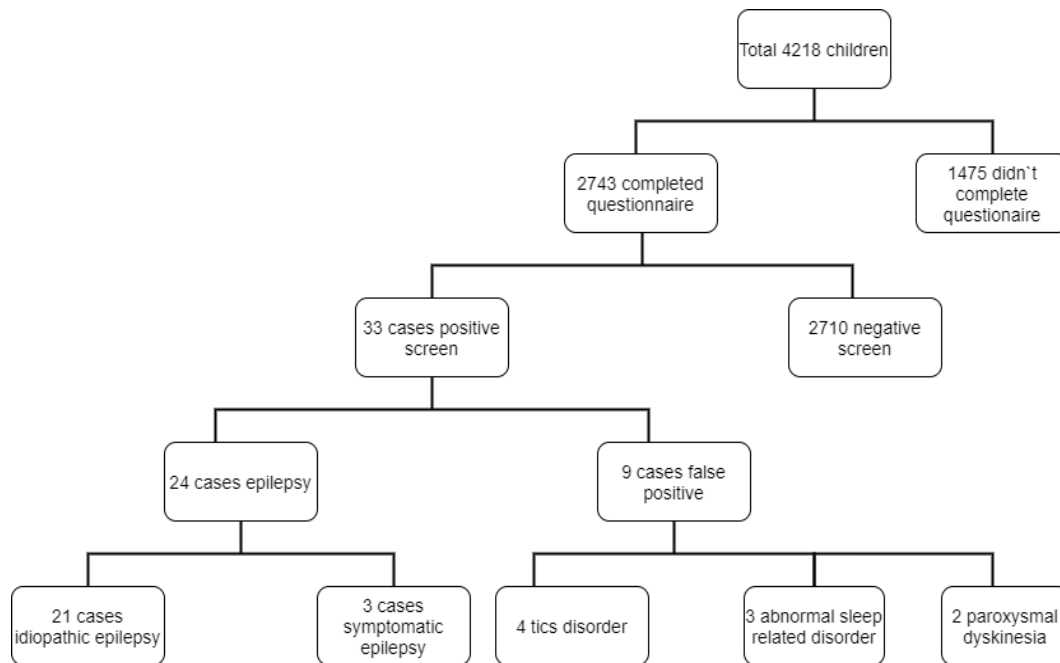 Total 4218 children
2743 completed
questionnaire
1475 didn`t
complete
questionaire
33 cases positive
screen
2710 negative
screen
24 cases epilepsy
9 cases false
positive
21 cases
idiopathic epilepsy
3 cases
symptomatic
epilepsy
4 tics disorder
3 abnormal sleep
related disorder
2 paroxysmal
dyskinesia